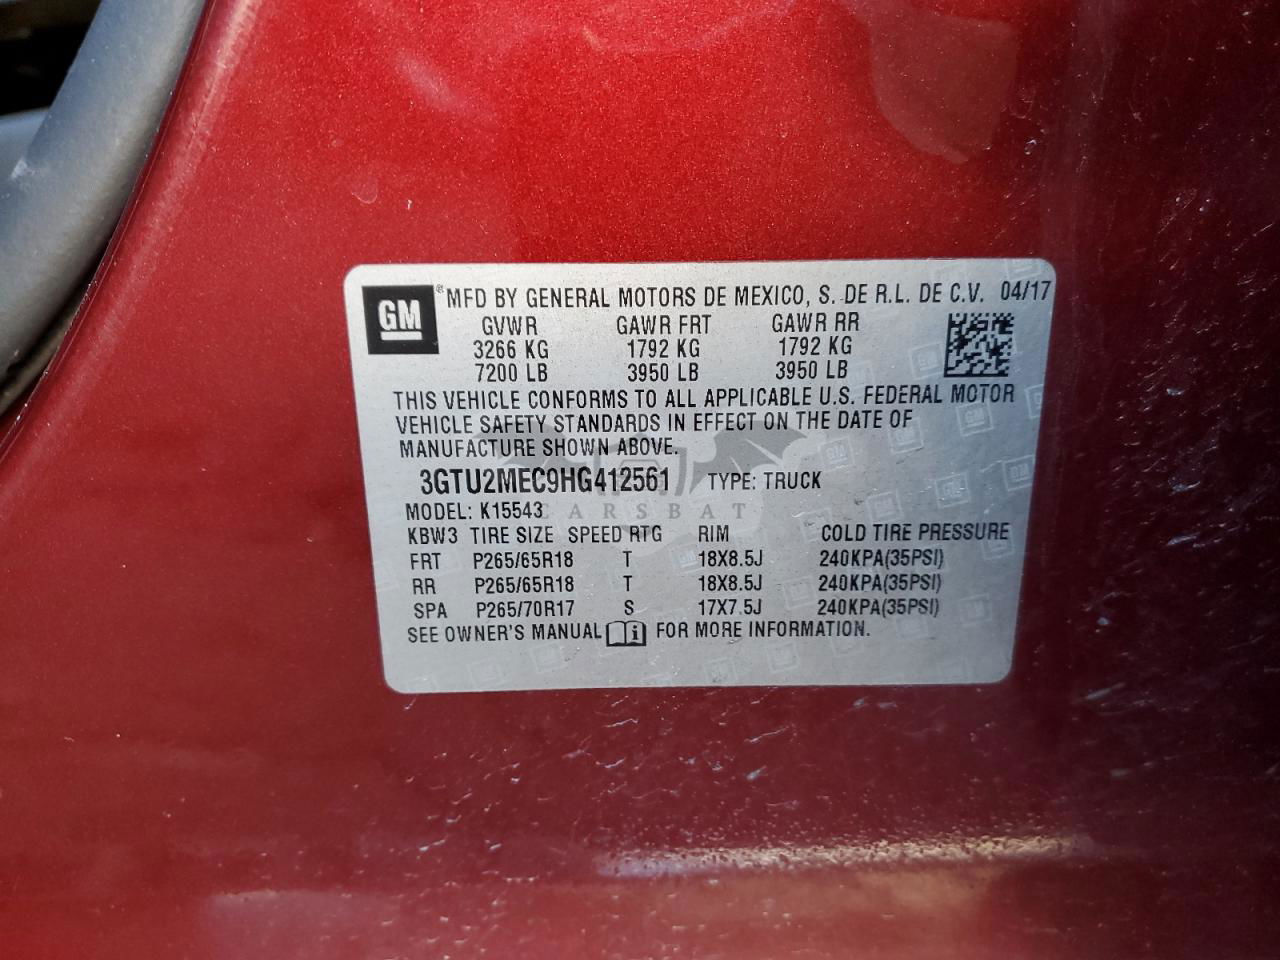 GM ® MFD BY GENERAL MOTORS DE MEXICO, S. DE R.L. DE C.V. 04/17
GVWR GAWR FRT GAWR RR
3266 KG 1792 KG 1792 KG
7200 LB 3950 LB 3950 LB
THIS VEHICLE CONFORMS TO ALL APPLICABLE U.S. FEDERAL MOTOR
VEHICLE SAFETY STANDARDS IN EFFECT ON THE DATE OF
MANUFACTURE SHOWN ABOVE.
3GTU2MEC9HG412561 TYPE: TRUCK
MODEL: K15543
CARSBAT
KBW3 TIRE SIZE SPEED RTG RIM COLD TIRE PRESSURE
FRT P265/65R18 T 18X8.5J 240KPA(35PSI)
RR P265/65R18 T 18X8.5J 240KPA(35PSI)
SPA P265/70R17 S 17X7.5J 240KPA(35PSI)
SEE OWNER'S MANUAL i FOR MORE INFORMATION.